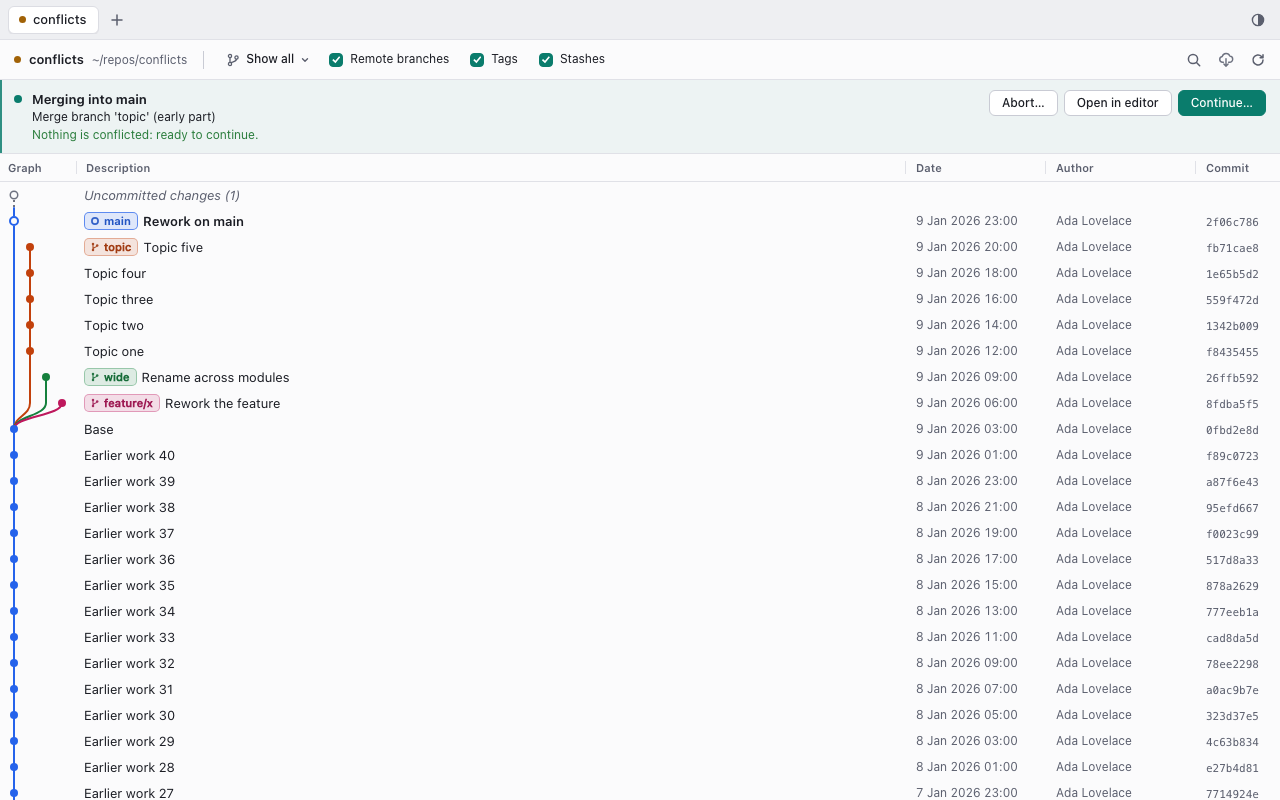 conflicts
conflicts ~/repos/conflicts Show all Remote branches Tags Stashes
Merging into main
Merge branch 'topic' (early part)
Nothing is conflicted: ready to continue.
Abort... Open in editor Continue...
Graph Description Date Author Commit
Uncommitted changes (1)
main Rework on main 9 Jan 2026 23:00 Ada Lovelace 2f06c786
topic Topic five 9 Jan 2026 20:00 Ada Lovelace fb71cae8
Topic four 9 Jan 2026 18:00 Ada Lovelace 1e65b5d2
Topic three 9 Jan 2026 16:00 Ada Lovelace 559f472d
Topic two 9 Jan 2026 14:00 Ada Lovelace 1342b009
Topic one 9 Jan 2026 12:00 Ada Lovelace f8435455
wide Rename across modules 9 Jan 2026 09:00 Ada Lovelace 26ffb592
feature/x Rework the feature 9 Jan 2026 06:00 Ada Lovelace 8fdba5f5
Base 9 Jan 2026 03:00 Ada Lovelace 0fbd2e8d
Earlier work 40 9 Jan 2026 01:00 Ada Lovelace f89c0723
Earlier work 39 8 Jan 2026 23:00 Ada Lovelace a87f6e43
Earlier work 38 8 Jan 2026 21:00 Ada Lovelace 95efd667
Earlier work 37 8 Jan 2026 19:00 Ada Lovelace f0023c99
Earlier work 36 8 Jan 2026 17:00 Ada Lovelace 517d8a33
Earlier work 35 8 Jan 2026 15:00 Ada Lovelace 878a2629
Earlier work 34 8 Jan 2026 13:00 Ada Lovelace 777eeb1a
Earlier work 33 8 Jan 2026 11:00 Ada Lovelace cad8da5d
Earlier work 32 8 Jan 2026 09:00 Ada Lovelace 78ee2298
Earlier work 31 8 Jan 2026 07:00 Ada Lovelace a0ac9b7e
Earlier work 30 8 Jan 2026 05:00 Ada Lovelace 323d37e5
Earlier work 29 8 Jan 2026 03:00 Ada Lovelace 4c63b834
Earlier work 28 8 Jan 2026 01:00 Ada Lovelace e27b4d81
Earlier work 27 7 Jan 2026 23:00 Ada Lovelace 7714924e